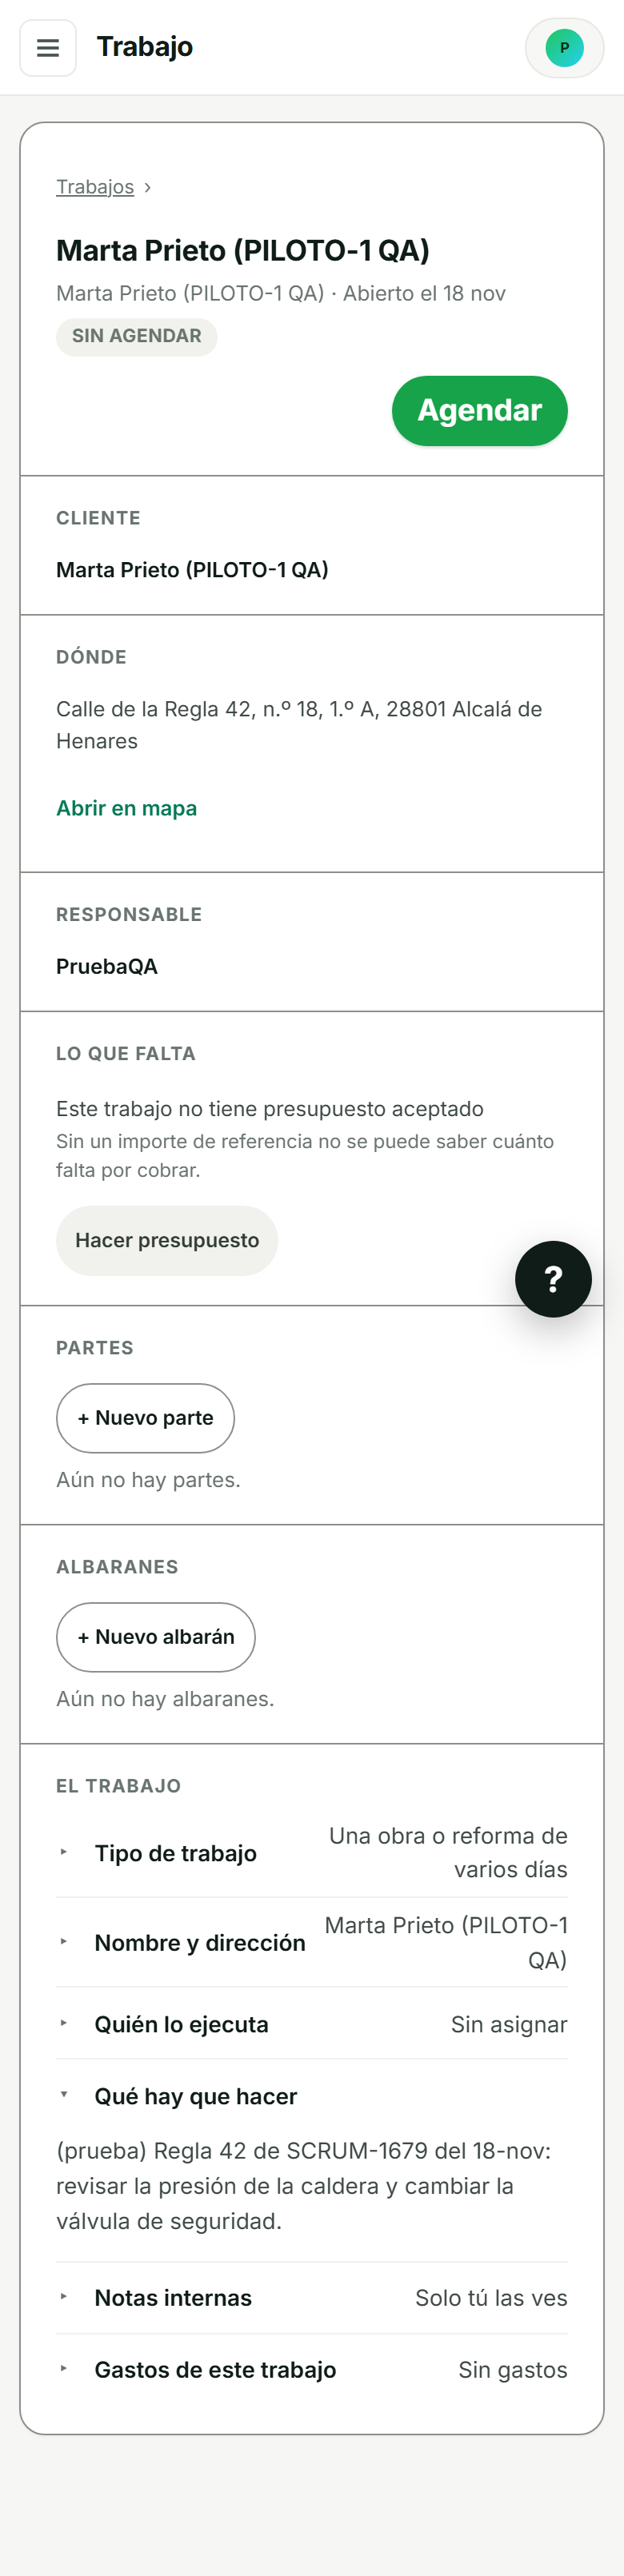 Trabajo
P
Trabajos ›
Marta Prieto (PILOTO-1 QA)
Marta Prieto (PILOTO-1 QA) · Abierto el 18 nov
SIN AGENDAR
Agendar
CLIENTE
Marta Prieto (PILOTO-1 QA)
DÓNDE
Calle de la Regla 42, n.º 18, 1.º A, 28801 Alcalá de
Henares
Abrir en mapa
RESPONSABLE
PruebaQA
LO QUE FALTA
Este trabajo no tiene presupuesto aceptado
Sin un importe de referencia no se puede saber cuánto
falta por cobrar.
Hacer presupuesto
?
PARTES
+ Nuevo parte
Aún no hay partes.
ALBARANES
+ Nuevo albarán
Aún no hay albaranes.
EL TRABAJO
Tipo de trabajo
Una obra o reforma de
varios días
Nombre y dirección
Marta Prieto (PILOTO-1
QA)
Quién lo ejecuta
Sin asignar
Qué hay que hacer
(prueba) Regla 42 de SCRUM-1679 del 18-nov:
revisar la presión de la caldera y cambiar la
válvula de seguridad.
Notas internas
Solo tú las ves
Gastos de este trabajo
Sin gastos